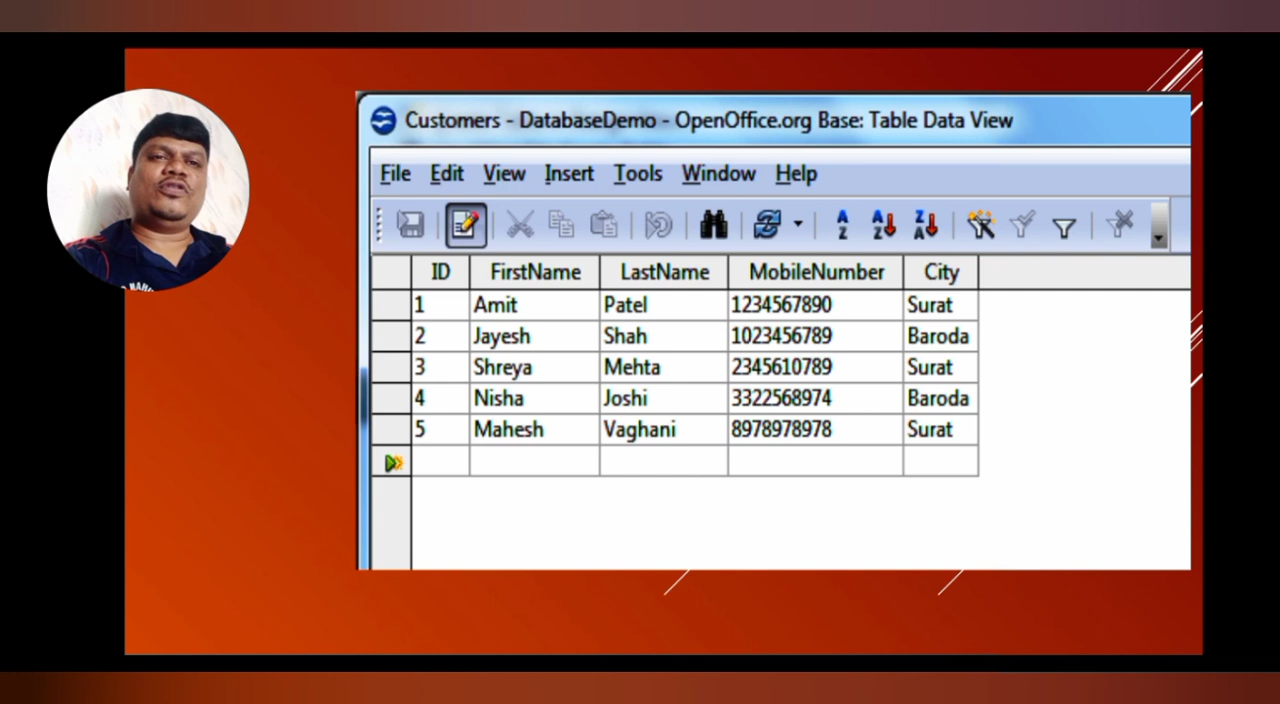 Customers - DatabaseDemo - OpenOffice.org Base: Table Data View
File Edit View Insert Tools Window Help
ID FirstName LastName MobileNumber City
1 Amit Patel 1234567890 Surat
2 Jayesh Shah 1023456789 Baroda
3 Shreya Mehta 2345610789 Surat
4 Nisha Joshi 3322568974 Baroda
5 Mahesh Vaghani 8978978978 Surat